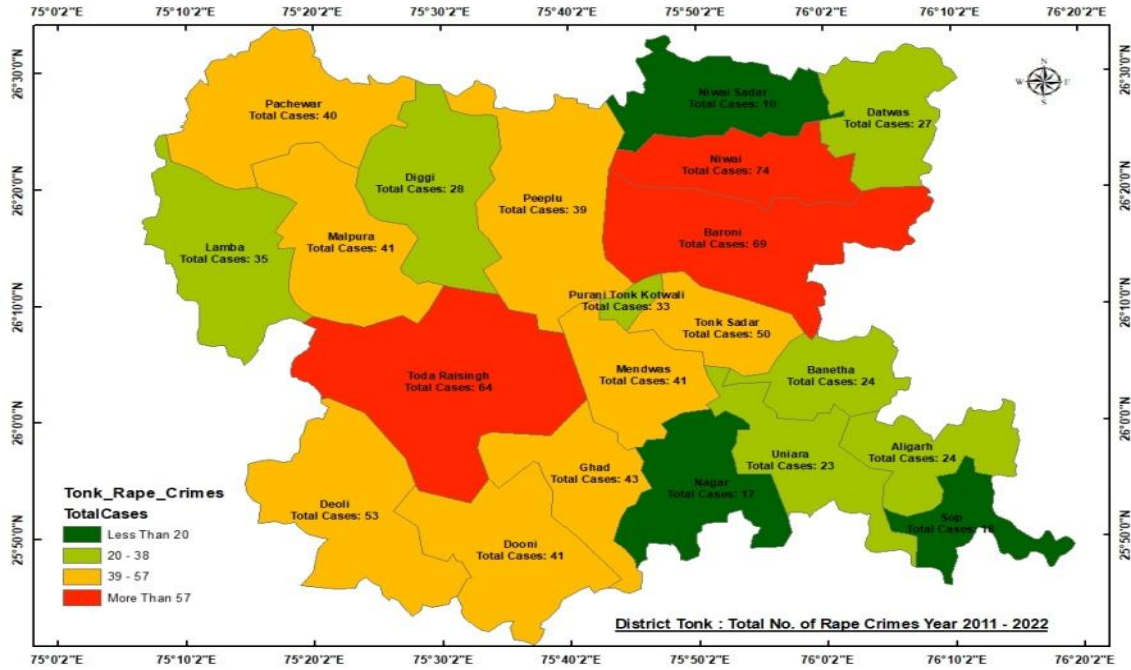 75°0'2"E 75°10'2"E 75°20'2"E 75°30'2"E 75°40'2"E 75°50'2"E 76°0'2"E 76°10'2"E 76°20'2"E
26°30'0"N
26°20'0"N
26°10'0"N
26°0'0"N
25°50'0"N
26°30'0"N
26°20'0"N
26°10'0"N
26°0'0"N
25°50'0"N
N
W E
S
Pachewar
Total Cases: 40
Niwai Sadar
Total Cases: 10
Datwas
Total Cases: 27
Niwai
Total Cases: 74
Diggi
Total Cases: 28
Peeplu
Total Cases: 39
Malpura
Total Cases: 41
Lamba
Total Cases: 35
Baroni
Total Cases: 69
Purani Tonk Kotwali
Total Cases: 33
Tonk Sadar
Total Cases: 50
Toda Raisingh
Total Cases: 64
Mendwas
Total Cases: 41
Banetha
Total Cases: 24
Aligarh
Total Cases: 24
Uniara
Total Cases: 23
Ghad
Total Cases: 43
Nagar
Total Cases: 17
Deoli
Total Cases: 53
Sop
Total Cases:
Dooni
Total Cases: 41
Tonk_Rape_Crimes
TotalCases
Less Than 20
20 - 38
39 - 57
More Than 57
District Tonk : Total No. of Rape Crimes Year 2011 - 2022
75°0'2"E 75°10'2"E 75°20'2"E 75°30'2"E 75°40'2"E 75°50'2"E 76°0'2"E 76°10'2"E 76°20'2"E